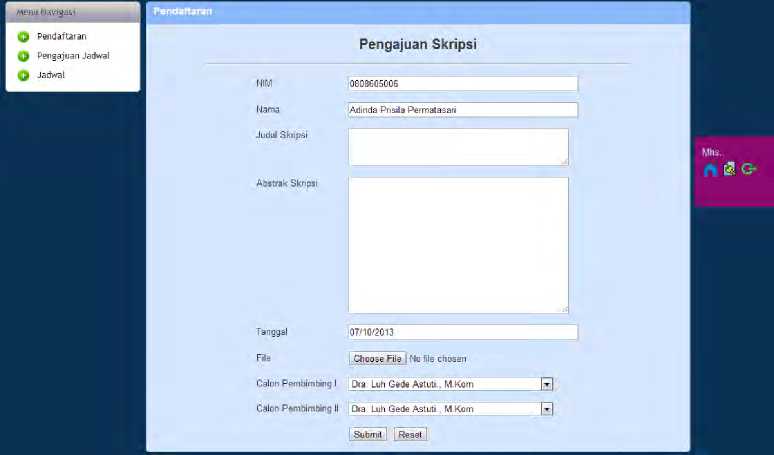 Menu Navigasi
Pendaftaran
Pengajuan Jadwal
Jadwal
Pendaftaran
Pengajuan Skripsi
NIM 0808605006
Nama Adinda Prisila Permatasari
Judul Skripsi
Abstrak Skripsi
Tanggal 07/10/2013
File Choose File No file chosen
Calon Pembimbing I Dra. Luh Gede Astuti., M.Kom
Calon Pembimbing II Dra. Luh Gede Astuti., M.Kom
Submit Reset
Mhs..